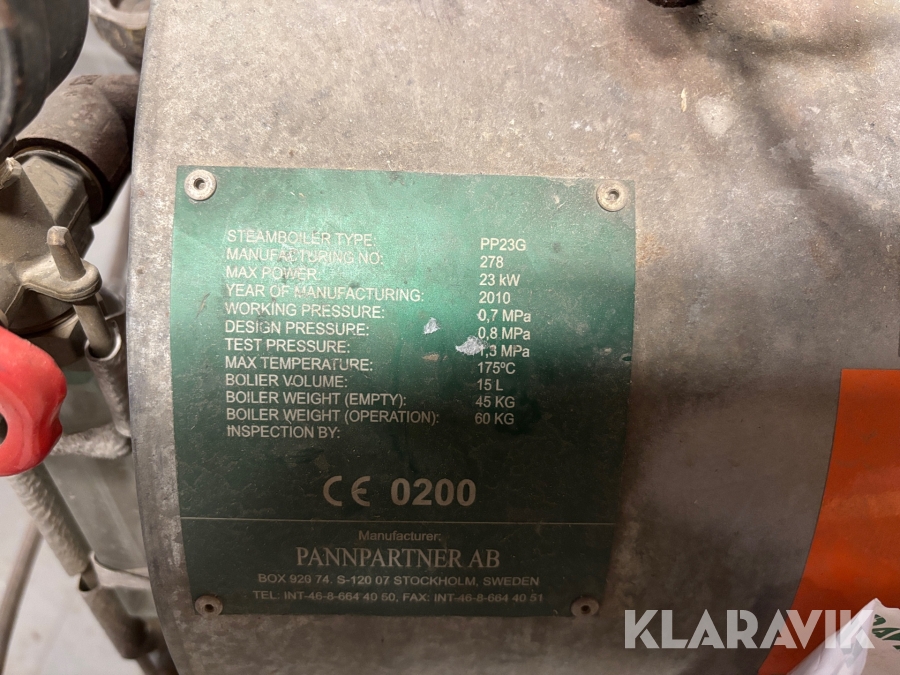 STEAMBOILER TYPE: PP23G
MANUFACTURING NO: 278
MAX POWER: 23 kW
YEAR OF MANUFACTURING: 2010
WORKING PRESSURE: 0,7 MPa
DESIGN PRESSURE: 0,8 MPa
TEST PRESSURE: 1,3 MPa
MAX TEMPERATURE: 175ºC
BOLIER VOLUME: 15 L
BOILER WEIGHT (EMPTY): 45 KG
BOILER WEIGHT (OPERATION): 60 KG
INSPECTION BY:
CE 0200
Manufacturer:
PANNPARTNER AB
BOX 920 74, S-120 07 STOCKHOLM, SWEDEN
TEL: INT-46-8-664 40 50, FAX: INT-46-8-664 40 51
KLARAVIK